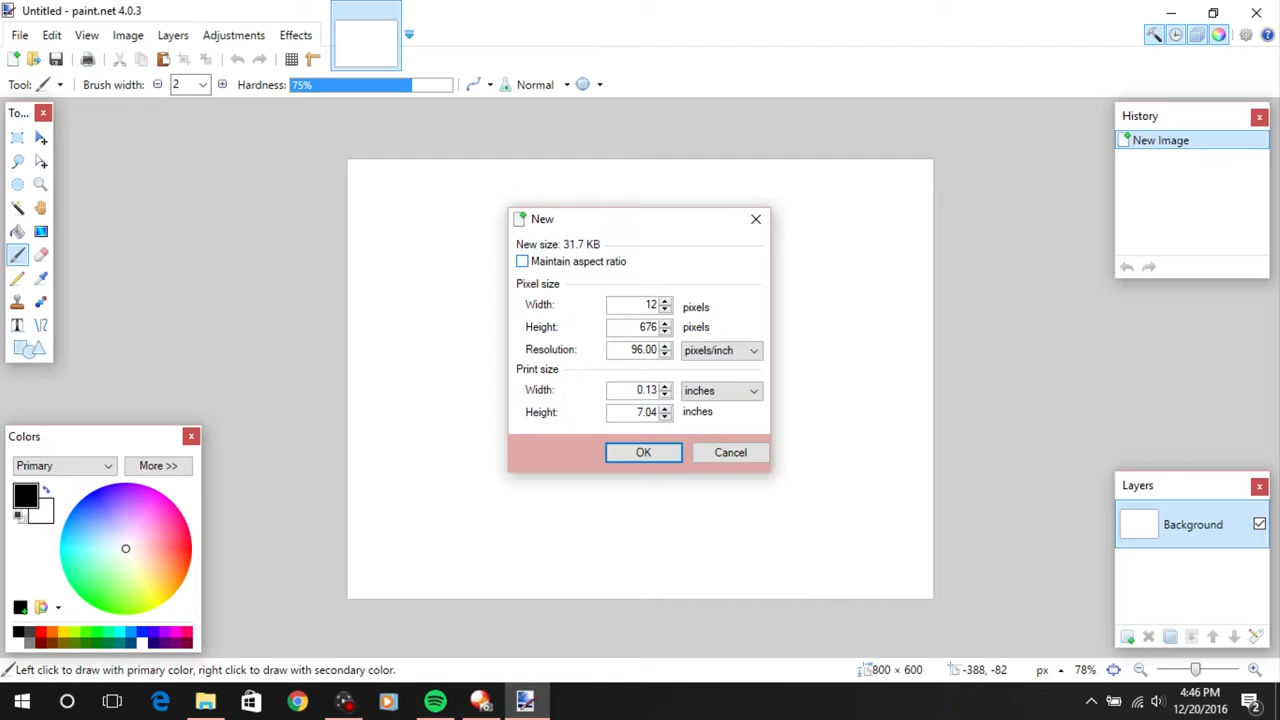 Untitled - paint.net 4.0.3
File Edit View Image Layers Adjustments Effects
Tool: Brush width: 2 Hardness: 75% Normal
To...
History
New Image
New
New size: 31.7 KB
Maintain aspect ratio
Pixel size
Width: 12 pixels
Height: 676 pixels
Resolution: 96.00 pixels/inch
Print size
Width: 0.13 inches
Height: 7.04 inches
OK Cancel
Colors
Primary More >>
Layers
Background
Left click to draw with primary color, right click to draw with secondary color. 800 × 600 -388, -82 px 78%
4:46 PM
12/20/2016
2